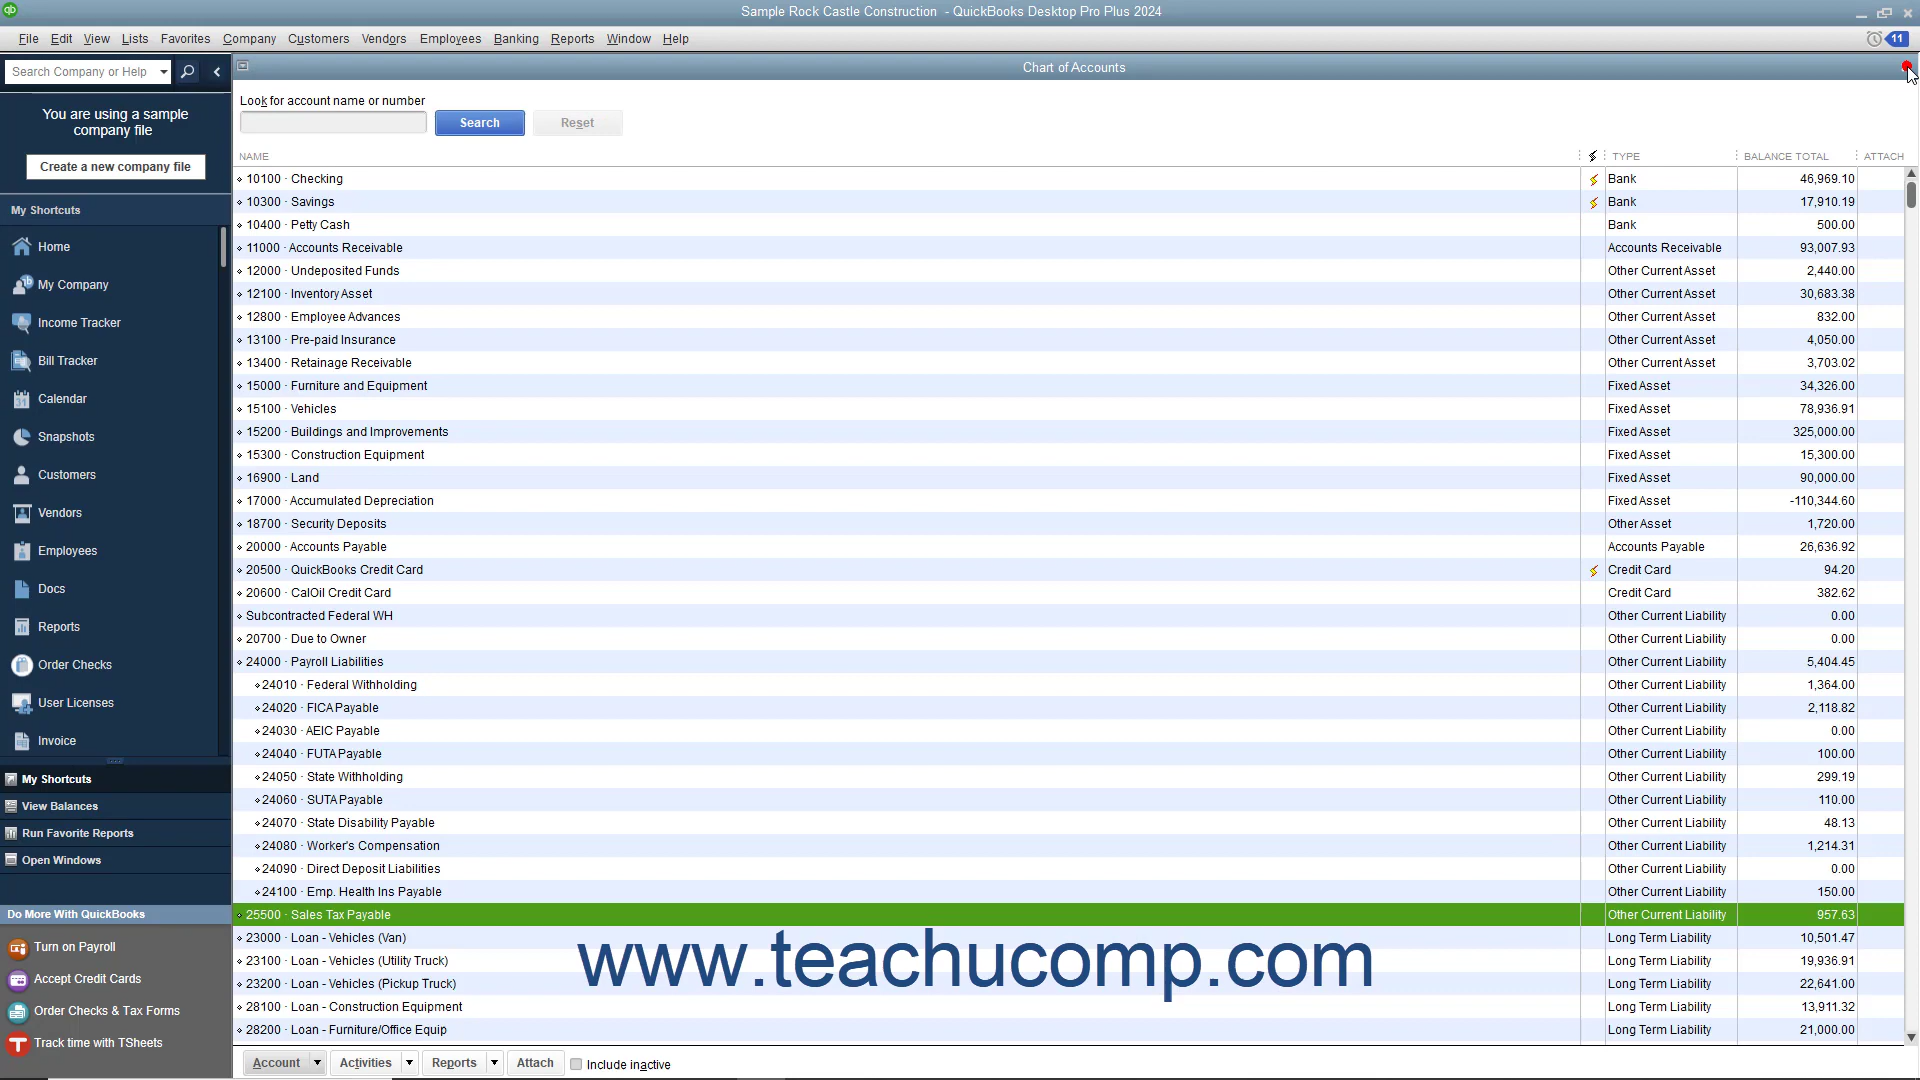 Sample Rock Castle Construction - QuickBooks Desktop Pro Plus 2024
File Edit View Lists Favorites Company Customers Vendors Employees Banking Reports Window Help
11
Search Company or Help
Chart of Accounts
You are using a sample
company file
Create a new company file
My Shortcuts
Home
My Company
Income Tracker
Bill Tracker
Calendar
Snapshots
Customers
Vendors
Employees
Docs
Reports
Order Checks
User Licenses
Invoice
My Shortcuts
View Balances
Run Favorite Reports
Open Windows
Do More With QuickBooks
Turn on Payroll
Accept Credit Cards
Order Checks & Tax Forms
Track time with TSheets
Look for account name or number
Search Reset
NAME TYPE BALANCE TOTAL ATTACH
10100 · Checking Bank 46,969.10
10300 · Savings Bank 17,910.19
10400 · Petty Cash Bank 500.00
11000 · Accounts Receivable Accounts Receivable 93,007.93
12000 · Undeposited Funds Other Current Asset 2,440.00
12100 · Inventory Asset Other Current Asset 30,683.38
12800 · Employee Advances Other Current Asset 832.00
13100 · Pre-paid Insurance Other Current Asset 4,050.00
13400 · Retainage Receivable Other Current Asset 3,703.02
15000 · Furniture and Equipment Fixed Asset 34,326.00
15100 · Vehicles Fixed Asset 78,936.91
15200 · Buildings and Improvements Fixed Asset 325,000.00
15300 · Construction Equipment Fixed Asset 15,300.00
16900 · Land Fixed Asset 90,000.00
17000 · Accumulated Depreciation Fixed Asset -110,344.60
18700 · Security Deposits Other Asset 1,720.00
20000 · Accounts Payable Accounts Payable 26,636.92
20500 · QuickBooks Credit Card Credit Card 94.20
20600 · CalOil Credit Card Credit Card 382.62
Subcontracted Federal WH Other Current Liability 0.00
20700 · Due to Owner Other Current Liability 0.00
24000 · Payroll Liabilities Other Current Liability 5,404.45
24010 · Federal Withholding Other Current Liability 1,364.00
24020 · FICA Payable Other Current Liability 2,118.82
24030 · AEIC Payable Other Current Liability 0.00
24040 · FUTA Payable Other Current Liability 100.00
24050 · State Withholding Other Current Liability 299.19
24060 · SUTA Payable Other Current Liability 110.00
24070 · State Disability Payable Other Current Liability 48.13
24080 · Worker's Compensation Other Current Liability 1,214.31
24090 · Direct Deposit Liabilities Other Current Liability 0.00
24100 · Emp. Health Ins Payable Other Current Liability 150.00
25500 · Sales Tax Payable Other Current Liability 957.63
23000 · Loan - Vehicles (Van) Long Term Liability 10,501.47
23100 · Loan - Vehicles (Utility Truck) Long Term Liability 19,936.91
23200 · Loan - Vehicles (Pickup Truck) Long Term Liability 22,641.00
28100 · Loan - Construction Equipment Long Term Liability 13,911.32
28200 · Loan - Furniture/Office Equip Long Term Liability 21,000.00
www.teachucomp.com
Account Activities Reports Attach Include inactive